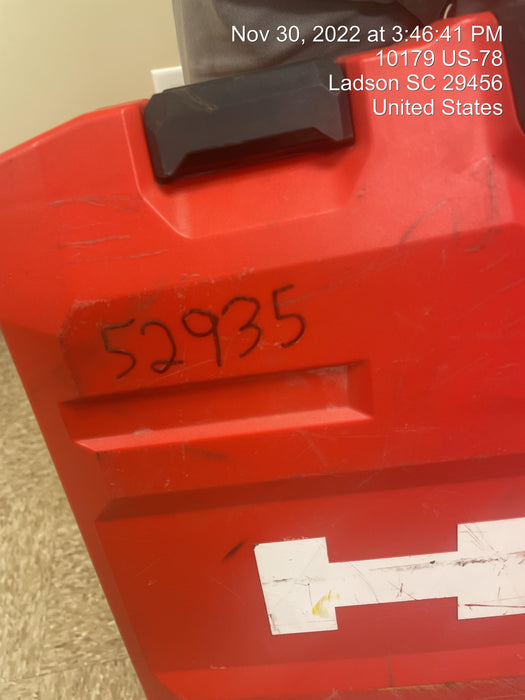 Nov 30, 2022 at 3:46:41 PM
10179 US-78
Ladson SC 29456
United States
52935
H